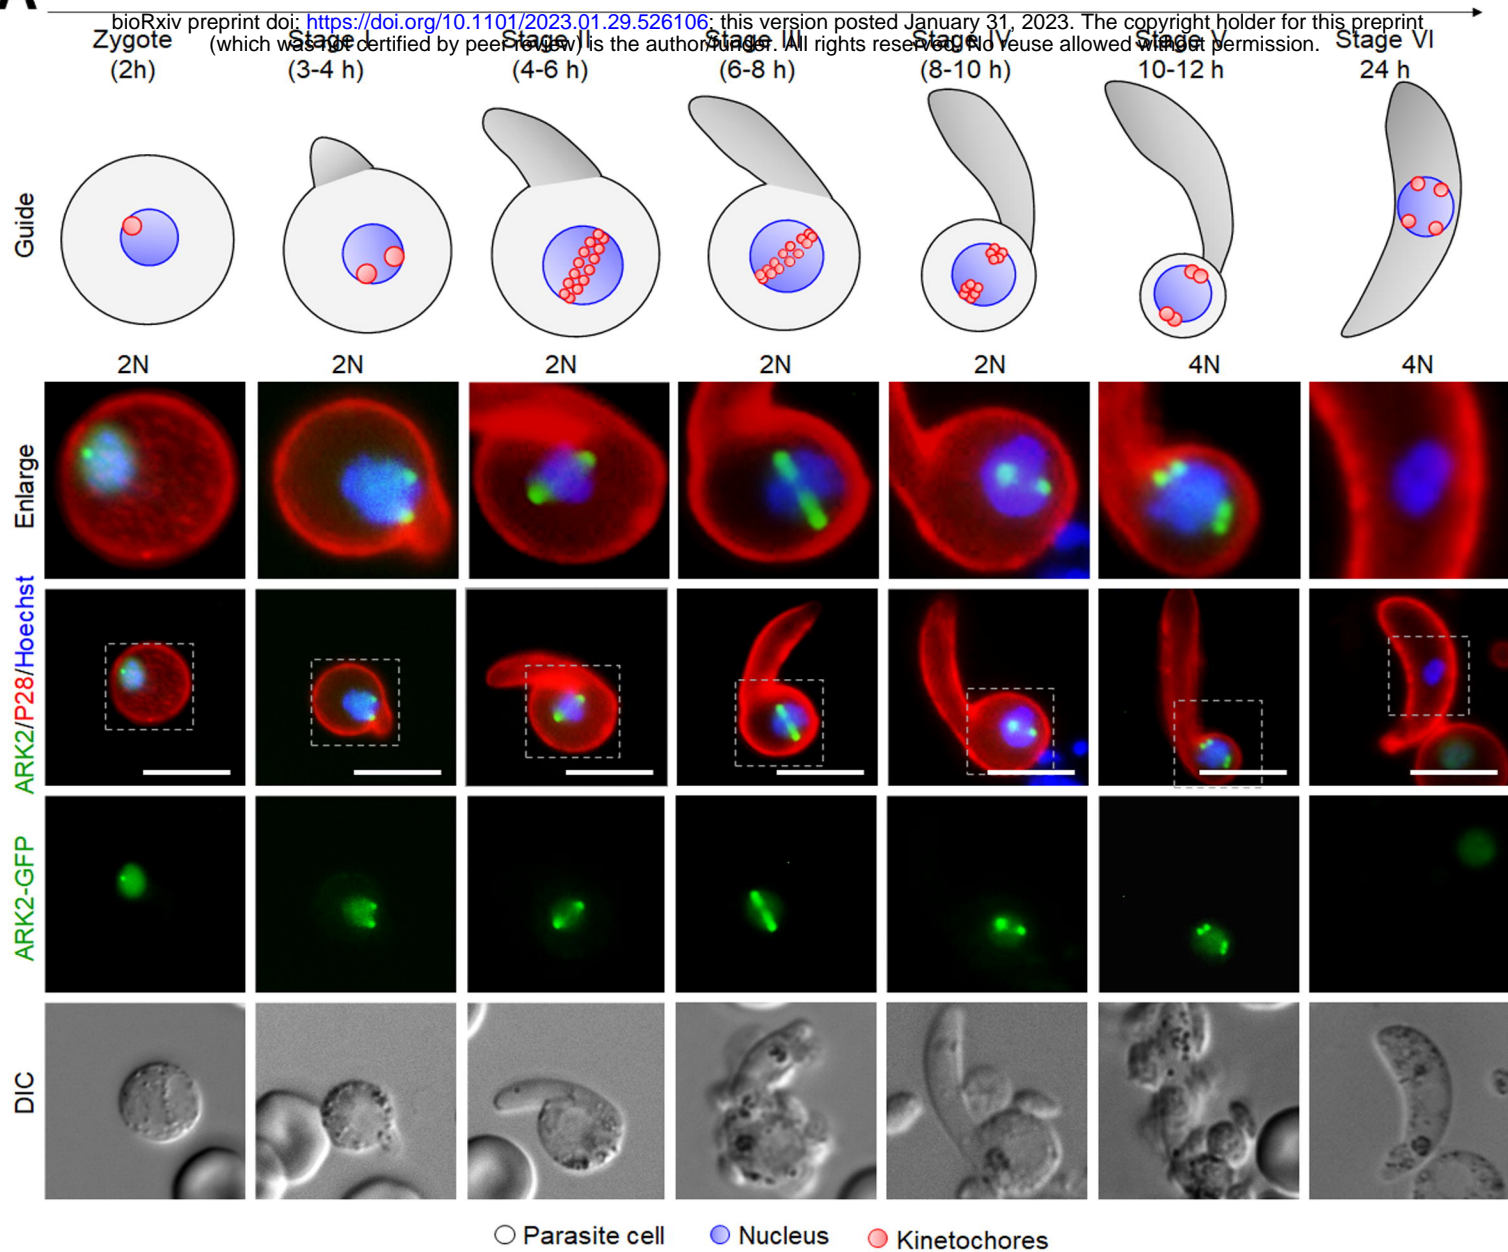 A
bioRxiv preprint doi: https://doi.org/10.1101/2023.01.29.526106; this version posted January 31, 2023. The copyright holder for this preprint
(which was not certified by peer review) is the author/funder. All rights reserved. No reuse allowed without permission.
Zygote Stage I Stage II Stage III Stage IV Stage V Stage VI
(2h) (3-4 h) (4-6 h) (6-8 h) (8-10 h) 10-12 h 24 h
Guide
2N 2N 2N 2N 2N 4N 4N
Enlarge
ARK2/P28/Hoechst
ARK2-GFP
DIC
Parasite cell Nucleus Kinetochores